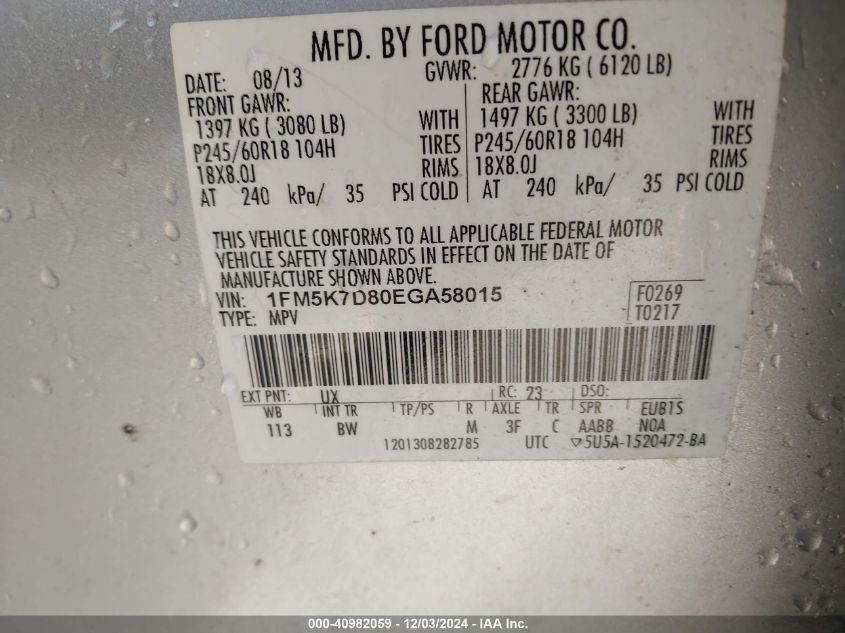 MFD. BY FORD MOTOR CO.
DATE: 08/13 GVWR: 2776 KG ( 6120 LB)
FRONT GAWR: REAR GAWR:
1397 KG ( 3080 LB) WITH 1497 KG ( 3300 LB) WITH
P245/60R18 104H TIRES P245/60R18 104H TIRES
18X8.0J RIMS 18X8.0J RIMS
AT 240 kPa/ 35 PSI COLD AT 240 kPa/ 35 PSI COLD
THIS VEHICLE CONFORMS TO ALL APPLICABLE FEDERAL MOTOR
VEHICLE SAFETY STANDARDS IN EFFECT ON THE DATE OF
MANUFACTURE SHOWN ABOVE.
VIN: 1FM5K7D80EGA58015 F0269
TYPE: MPV T0217
EXT PNT: UX RC: 23 DSO:
WB INT TR TP/PS R AXLE TR SPR EUB1S
113 BW M 3F C AABB N0A
1201308282785 UTC ▽5U5A-1520472-BA
000-40982059 - 12/03/2024 - IAA Inc.